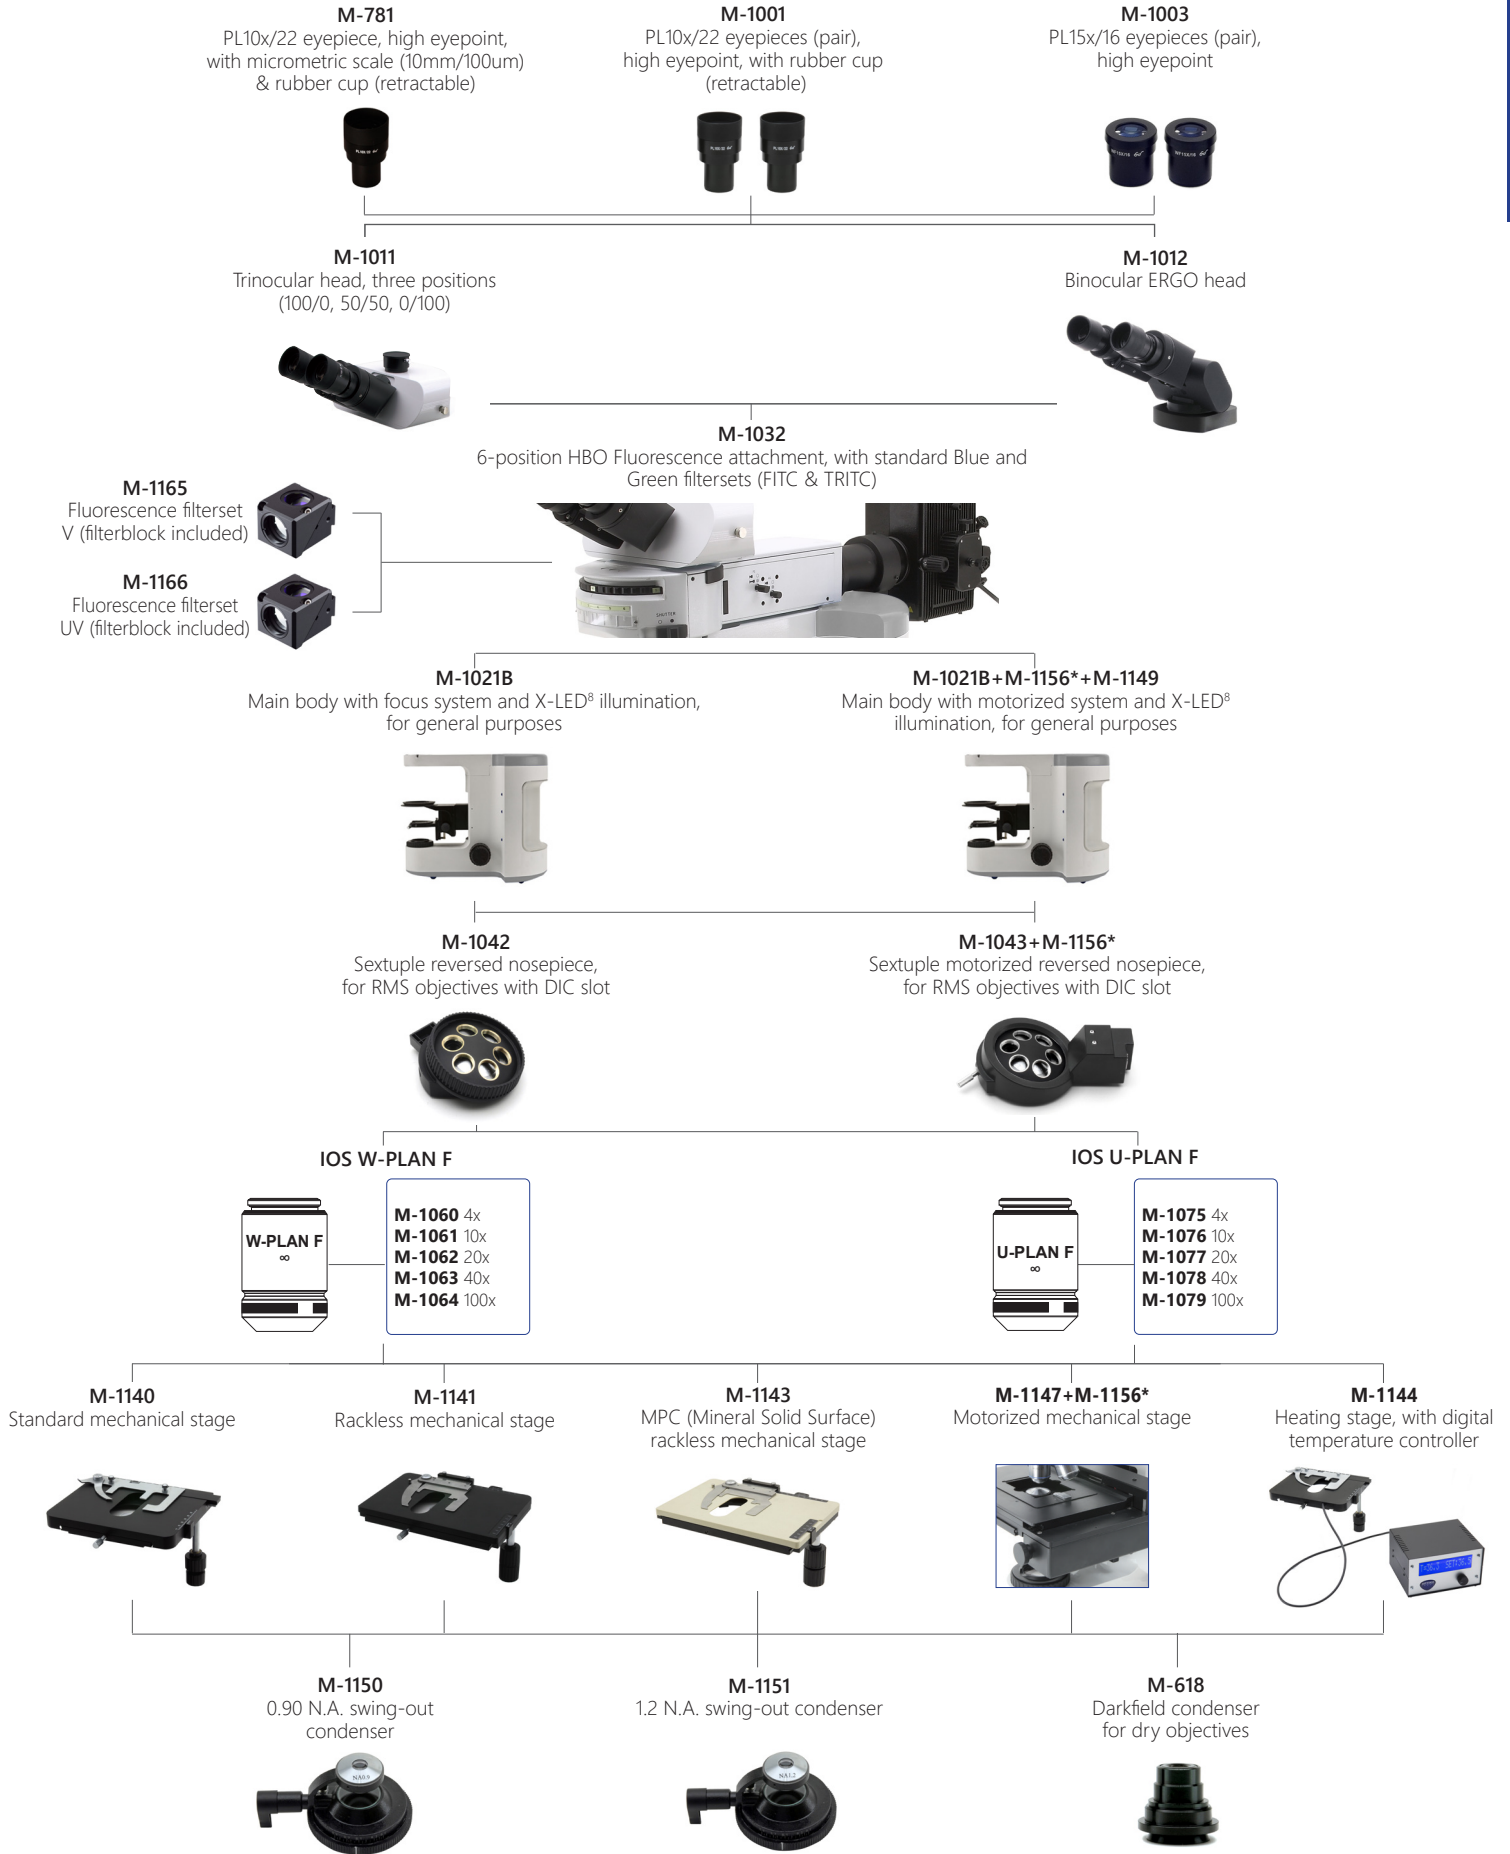 M-781
PL10x/22 eyepiece, high eyepoint,
with micrometric scale (10mm/100um)
& rubber cup (retractable)
M-1001
PL10x/22 eyepieces (pair),
high eyepoint, with rubber cup
(retractable)
M-1003
PL15x/16 eyepieces (pair),
high eyepoint
M-1011
Trinocular head, three positions
(100/0, 50/50, 0/100)
M-1012
Binocular ERGO head
M-1032
6-position HBO Fluorescence attachment, with standard Blue and
Green filtersets (FITC & TRITC)
M-1165
Fluorescence filterset
V (filterblock included)
M-1166
Fluorescence filterset
UV (filterblock included)
SHUTTER
M-1021B
Main body with focus system and X-LED⁸ illumination,
for general purposes
M-1021B+M-1156*+M-1149
Main body with motorized system and X-LED⁸
illumination, for general purposes
M-1042
Sextuple reversed nosepiece,
for RMS objectives with DIC slot
M-1043+M-1156*
Sextuple motorized reversed nosepiece,
for RMS objectives with DIC slot
IOS W-PLAN F
W-PLAN F
∞
M-1060 4x
M-1061 10x
M-1062 20x
M-1063 40x
M-1064 100x
IOS U-PLAN F
U-PLAN F
∞
M-1075 4x
M-1076 10x
M-1077 20x
M-1078 40x
M-1079 100x
M-1140
Standard mechanical stage
M-1141
Rackless mechanical stage
M-1143
MPC (Mineral Solid Surface)
rackless mechanical stage
M-1147+M-1156*
Motorized mechanical stage
M-1144
Heating stage, with digital
temperature controller
M-1150
0.90 N.A. swing-out
condenser
NA0.9
M-1151
1.2 N.A. swing-out condenser
NA1.2
M-618
Darkfield condenser
for dry objectives